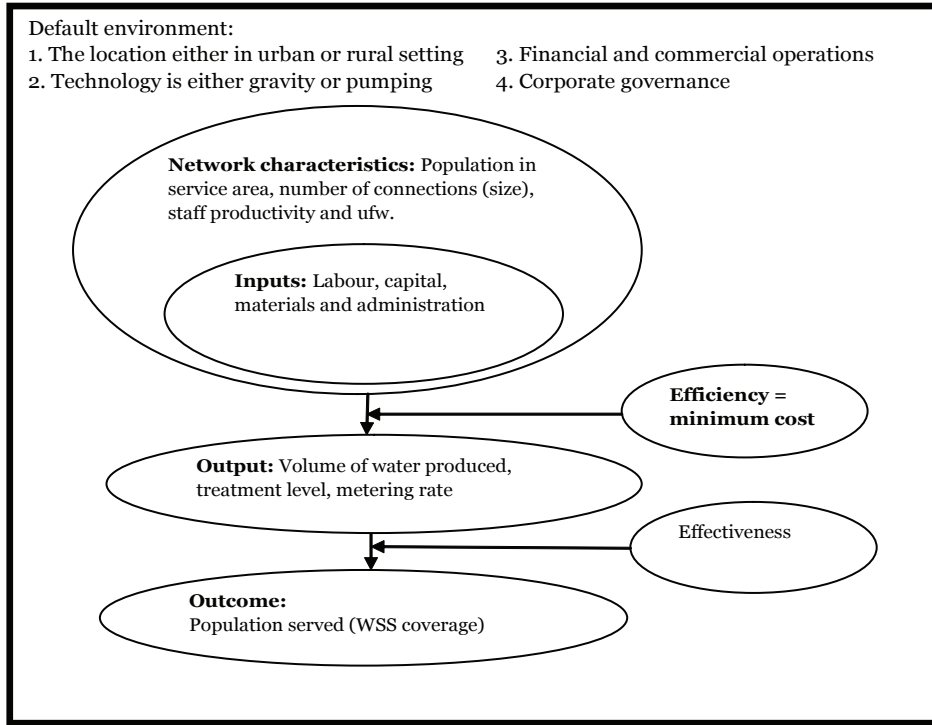 Default environment:
1. The location either in urban or rural setting
2. Technology is either gravity or pumping
3. Financial and commercial operations
4. Corporate governance
Network characteristics: Population in
service area, number of connections (size),
staff productivity and ufw.
Inputs: Labour, capital,
materials and administration
Efficiency =
minimum cost
Output: Volume of water produced,
treatment level, metering rate
Effectiveness
Outcome:
Population served (WSS coverage)